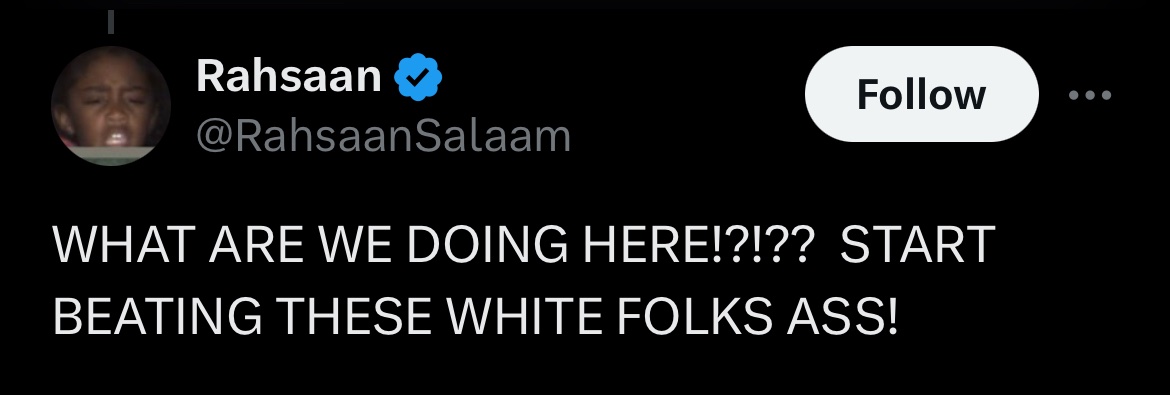 Rahsaan
@RahsaanSalaam
Follow
WHAT ARE WE DOING HERE!?!??  START
BEATING THESE WHITE FOLKS ASS!